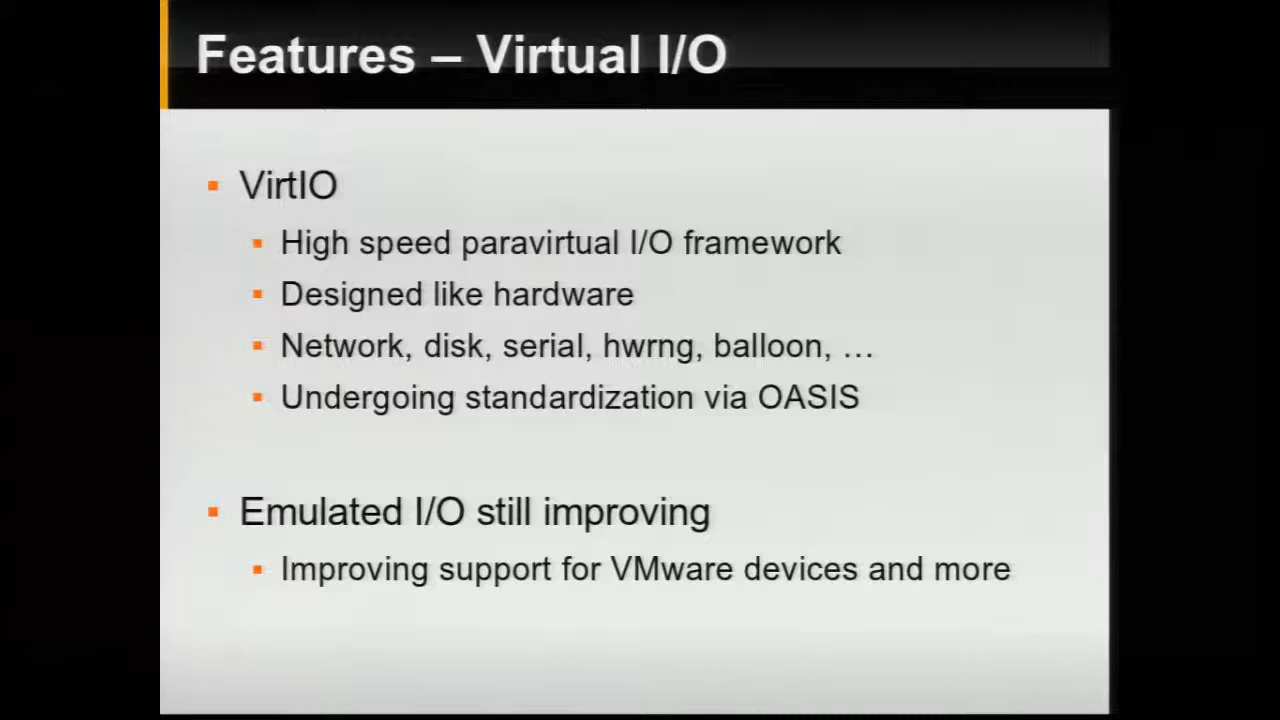 Features – Virtual I/O
VirtIO
High speed paravirtual I/O framework
Designed like hardware
Network, disk, serial, hwrng, balloon, …
Undergoing standardization via OASIS
Emulated I/O still improving
Improving support for VMware devices and more